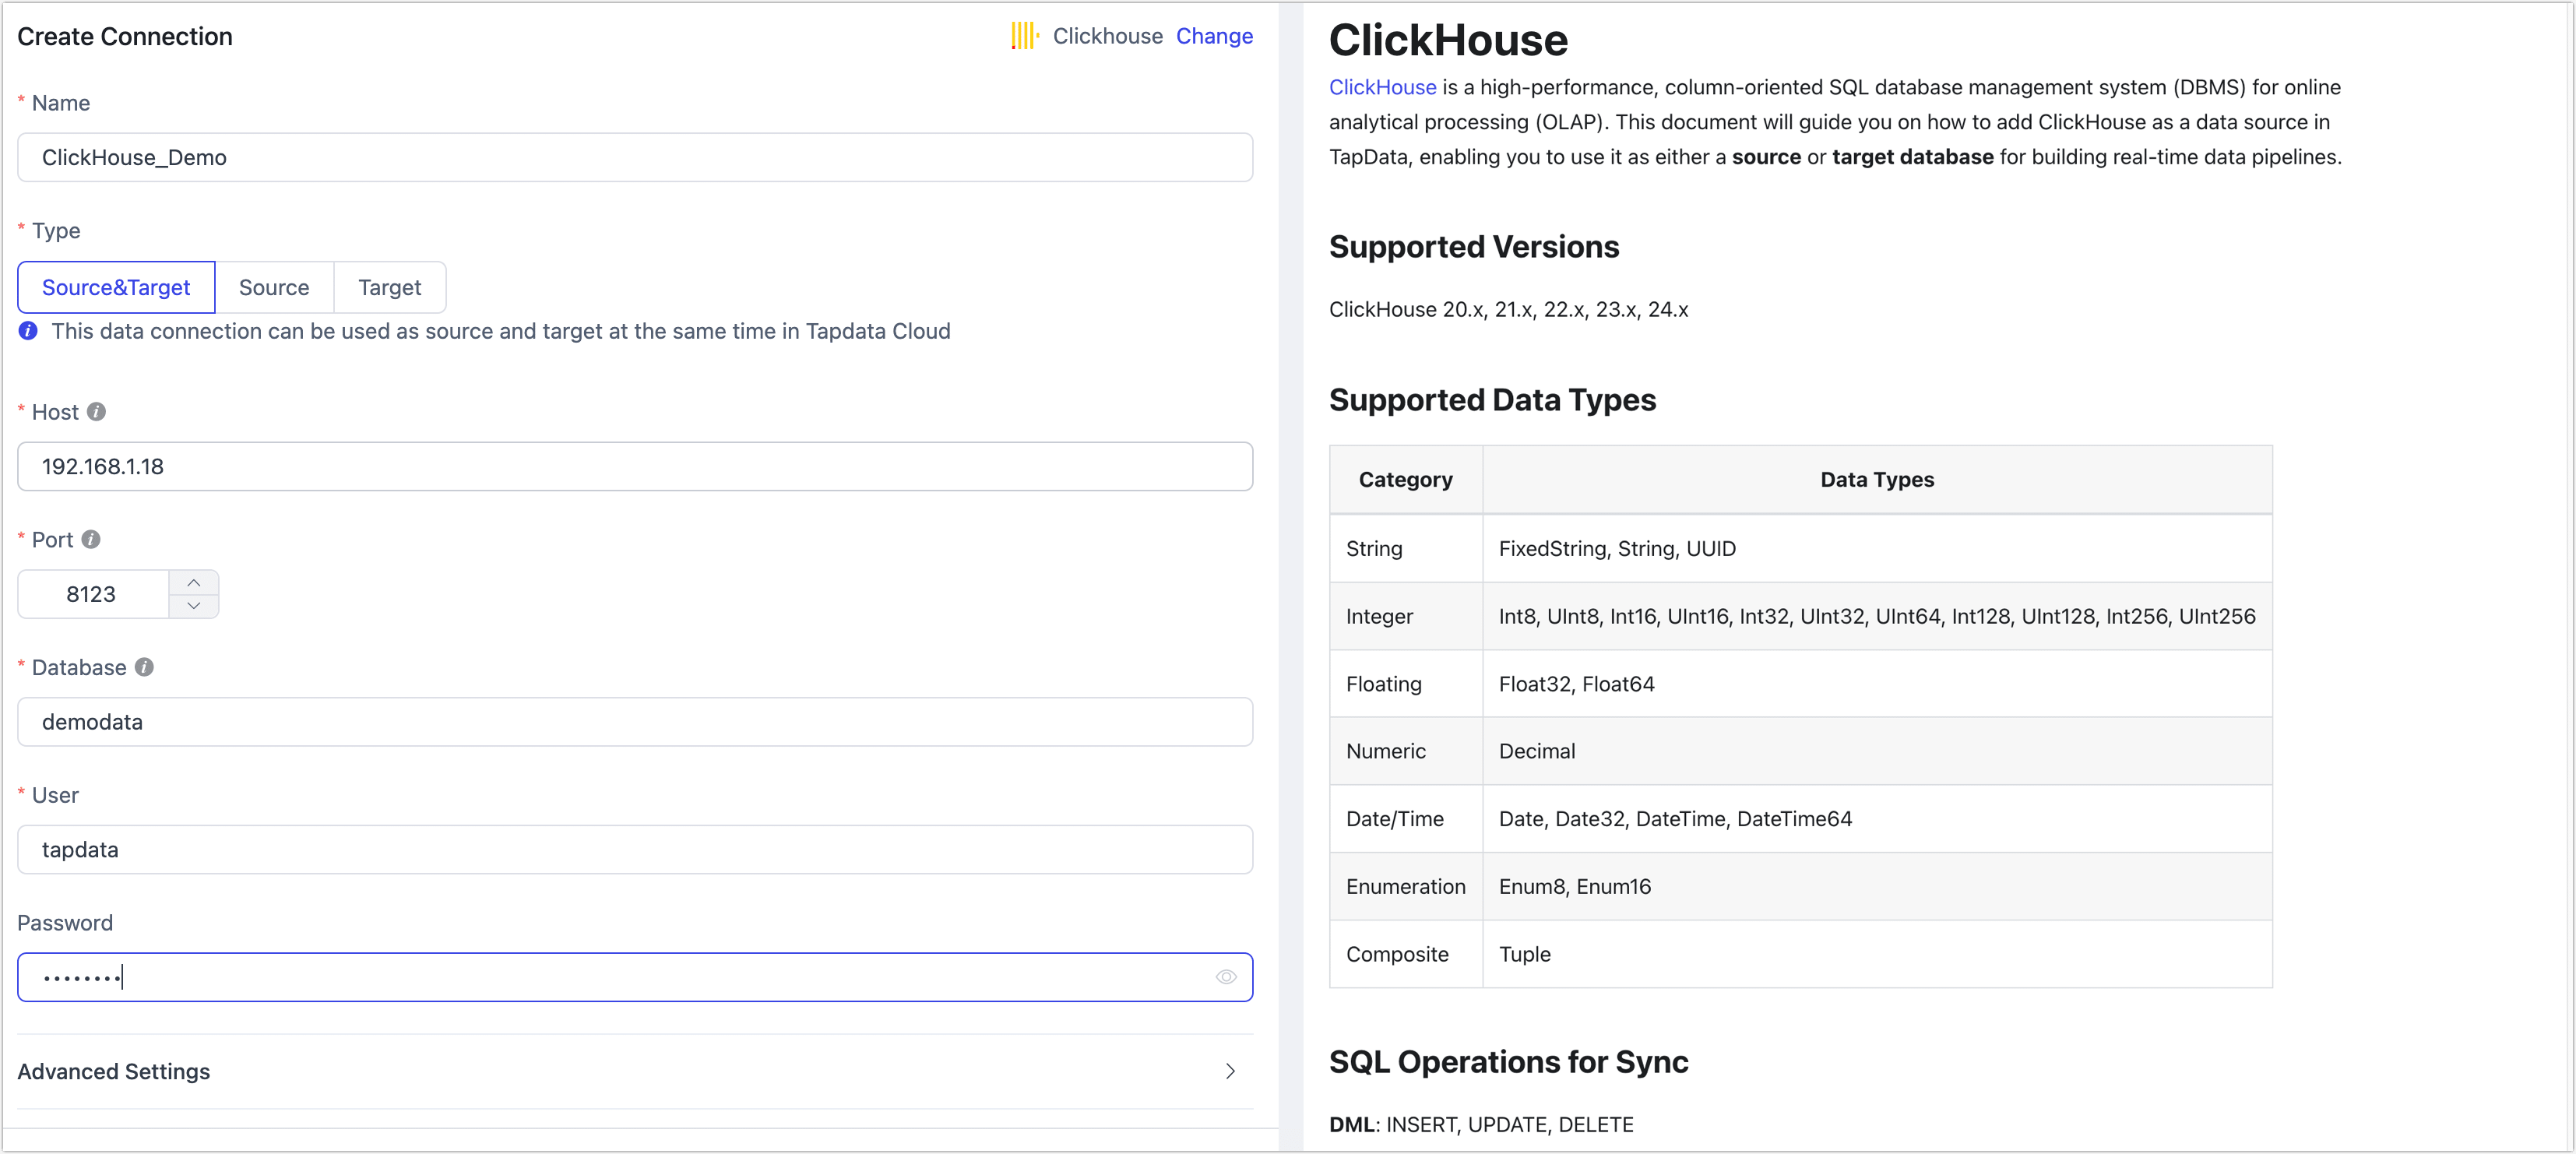 Create Connection
Clickhouse Change
* Name
ClickHouse_Demo
* Type
Source&Target Source Target
This data connection can be used as source and target at the same time in Tapdata Cloud
* Host
192.168.1.18
* Port
8123
* Database
demodata
* User
tapdata
Password
••••••••
Advanced Settings
ClickHouse
ClickHouse is a high-performance, column-oriented SQL database management system (DBMS) for online
analytical processing (OLAP). This document will guide you on how to add ClickHouse as a data source in
TapData, enabling you to use it as either a source or target database for building real-time data pipelines.
Supported Versions
ClickHouse 20.x, 21.x, 22.x, 23.x, 24.x
Supported Data Types
Category Data Types
String FixedString, String, UUID
Integer Int8, UInt8, Int16, UInt16, Int32, UInt32, UInt64, Int128, UInt128, Int256, UInt256
Floating Float32, Float64
Numeric Decimal
Date/Time Date, Date32, DateTime, DateTime64
Enumeration Enum8, Enum16
Composite Tuple
SQL Operations for Sync
DML: INSERT, UPDATE, DELETE